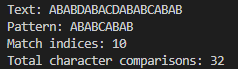 Text: ABABDABACDABABCABAB
Pattern: ABABCABAB
Match indices: 10
Total character comparisons: 32